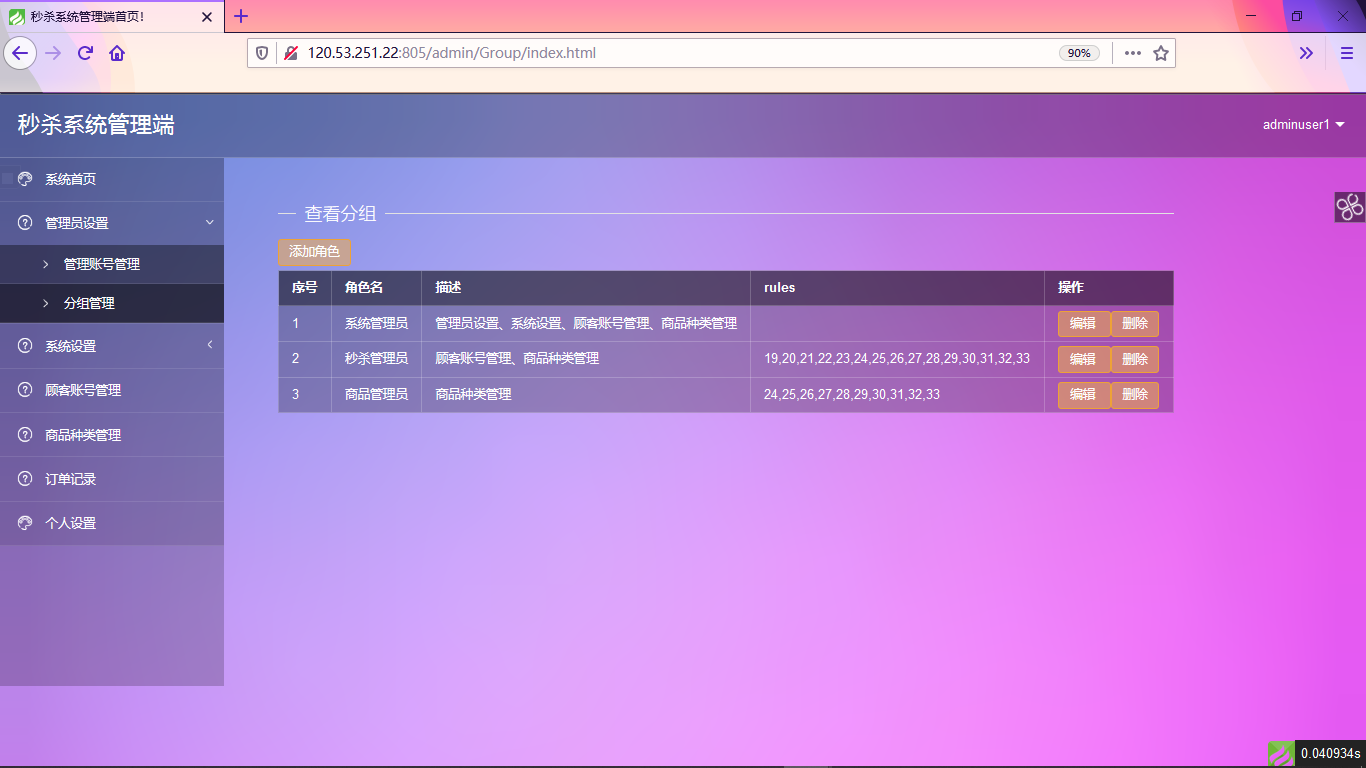 秒杀系统管理端首页!
120.53.251.22:805/admin/Group/index.html
90%
秒杀系统管理端
adminuser1
系统首页
管理员设置
管理账号管理
分组管理
系统设置
顾客账号管理
商品种类管理
订单记录
个人设置
查看分组
添加角色
序号 角色名 描述 rules 操作
1 系统管理员 管理员设置、系统设置、顾客账号管理、商品种类管理 编辑 删除
2 秒杀管理员 顾客账号管理、商品种类管理 19,20,21,22,23,24,25,26,27,28,29,30,31,32,33 编辑 删除
3 商品管理员 商品种类管理 24,25,26,27,28,29,30,31,32,33 编辑 删除
0.040934s